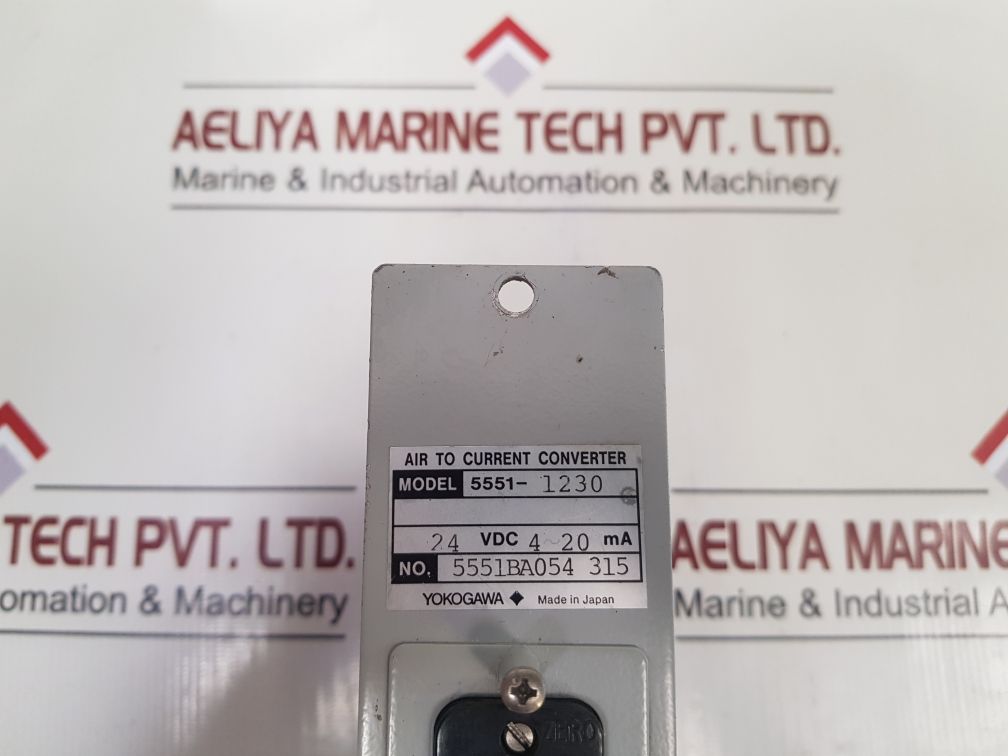 AELIYA MARINE TECH PVT. LTD.
Marine & Industrial Automation & Machinery
AIR TO CURRENT CONVERTER
MODEL 5551- 1230
24 VDC 4~20 mA
NO. 5551BA054 315
YOKOGAWA Made in Japan
ZERO
TECH PVT. LTD.
omation & Machinery
AELIYA MARINE
Marine & Industrial A